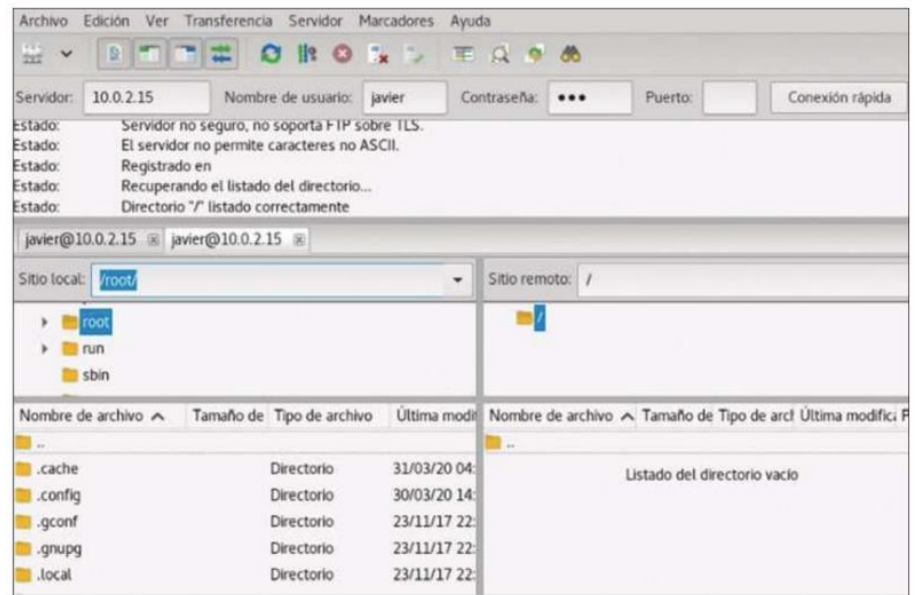 Archivo Edición Ver Transferencia Servidor Marcadores Ayuda
Servidor: 10.0.2.15 Nombre de usuario: javier Contraseña: ●●● Puerto: Conexión rápida
Estado: Servidor no seguro, no soporta FTP sobre TLS.
Estado: El servidor no permite caracteres no ASCII.
Estado: Registrado en
Estado: Recuperando el listado del directorio...
Estado: Directorio "/" listado correctamente
javier@10.0.2.15 javier@10.0.2.15
Sitio local: /root/ Sitio remoto: /
root /
run
sbin
Nombre de archivo Tamaño de Tipo de archivo Última modif Nombre de archivo Tamaño de Tipo de arch Última modifica P
.. ..
.cache Directorio 31/03/20 04: Listado del directorio vacío
.config Directorio 30/03/20 14:
.gconf Directorio 23/11/17 22:
.gnupg Directorio 23/11/17 22:
.local Directorio 23/11/17 22: